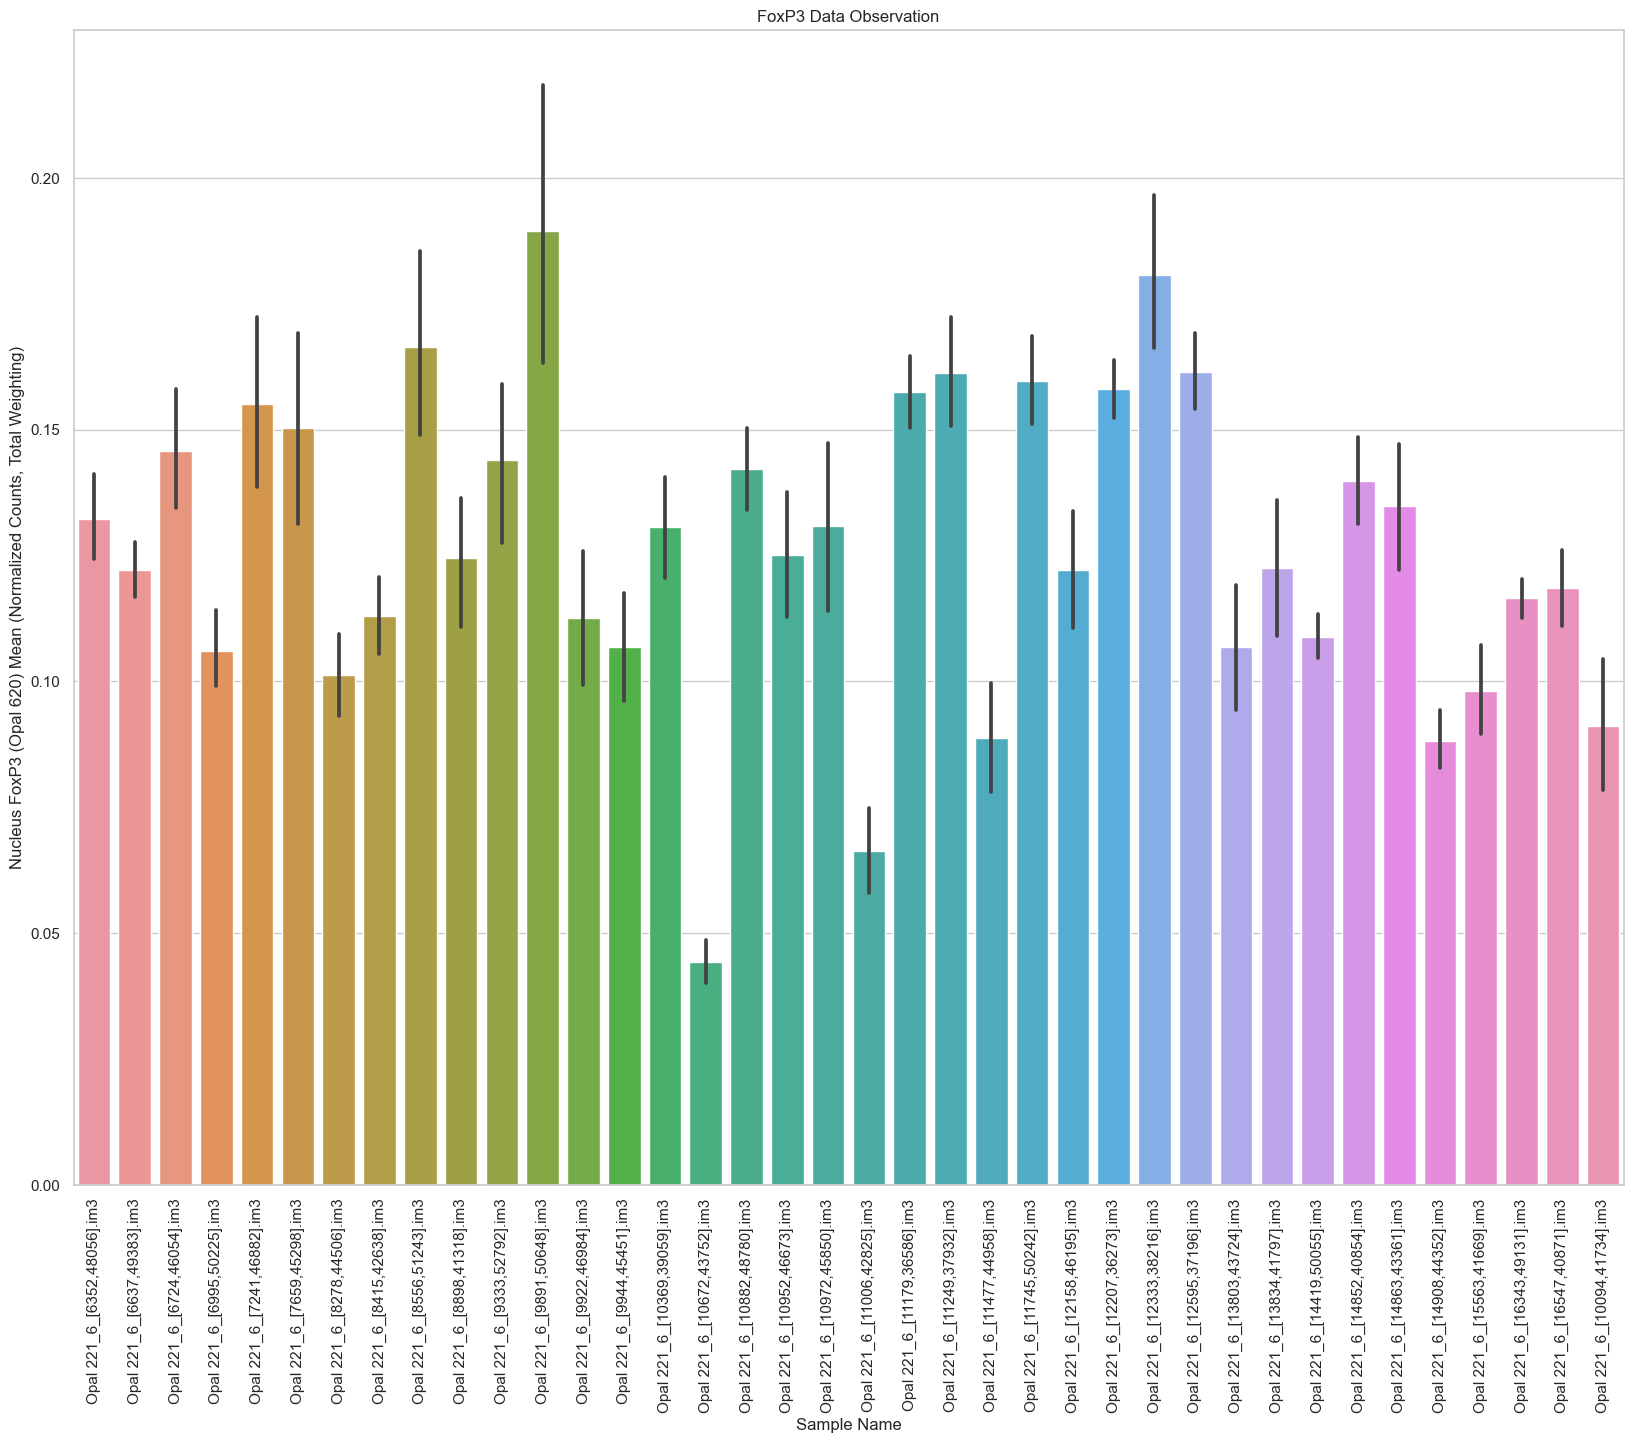 FoxP3 Data Observation
Nucleus FoxP3 (Opal 620) Mean (Normalized Counts, Total Weighting)
0.20
0.15
0.10
0.05
0.00
Opal 221_6_[6352,48056].im3
Opal 221_6_[6637,49383].im3
Opal 221_6_[6724,46054].im3
Opal 221_6_[6995,50225].im3
Opal 221_6_[7241,46882].im3
Opal 221_6_[7659,45298].im3
Opal 221_6_[8278,44506].im3
Opal 221_6_[8415,42638].im3
Opal 221_6_[8556,51243].im3
Opal 221_6_[8898,41318].im3
Opal 221_6_[9333,52792].im3
Opal 221_6_[9891,50648].im3
Opal 221_6_[9922,46984].im3
Opal 221_6_[9944,45451].im3
Opal 221_6_[10369,39059].im3
Opal 221_6_[10672,43752].im3
Opal 221_6_[10882,48780].im3
Opal 221_6_[10952,46673].im3
Opal 221_6_[10972,45850].im3
Opal 221_6_[11006,42825].im3
Opal 221_6_[11179,36586].im3
Opal 221_6_[11249,37932].im3
Opal 221_6_[11477,44958].im3
Opal 221_6_[11745,50242].im3
Opal 221_6_[12158,46195].im3
Opal 221_6_[12207,36273].im3
Opal 221_6_[12333,38216].im3
Opal 221_6_[12595,37196].im3
Opal 221_6_[13803,43724].im3
Opal 221_6_[13834,41797].im3
Opal 221_6_[14419,50055].im3
Opal 221_6_[14852,40854].im3
Opal 221_6_[14863,43361].im3
Opal 221_6_[14908,44352].im3
Opal 221_6_[15563,41669].im3
Opal 221_6_[16343,49131].im3
Opal 221_6_[16547,40871].im3
Opal 221_6_[10094,41734].im3
Sample Name